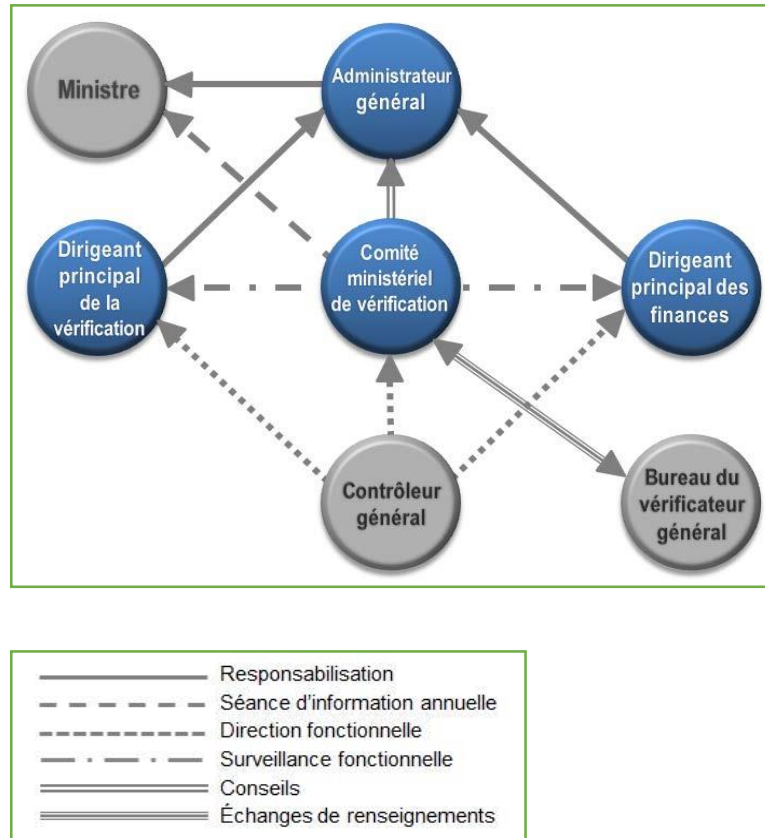 Ministre
Administrateur
général
Dirigeant
principal
de la
vérification
Comité
ministériel
de vérification
Dirigeant
principal des
finances
Contrôleur
général
Bureau du
vérificateur
général
Responsabilisation
Séance d'information annuelle
Direction fonctionnelle
Surveillance fonctionnelle
Conseils
Échanges de renseignements